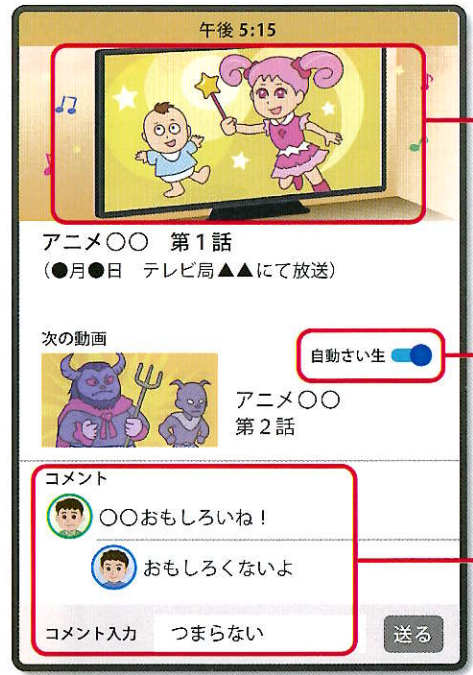 午後 5:15
アニメ○○ 第1話
(●月●日 テレビ局▲▲にて放送)
次の動画
自動さい生
アニメ○○
第2話
コメント
○○おもしろいね!
おもしろくないよ
コメント入力 つまらない 送る